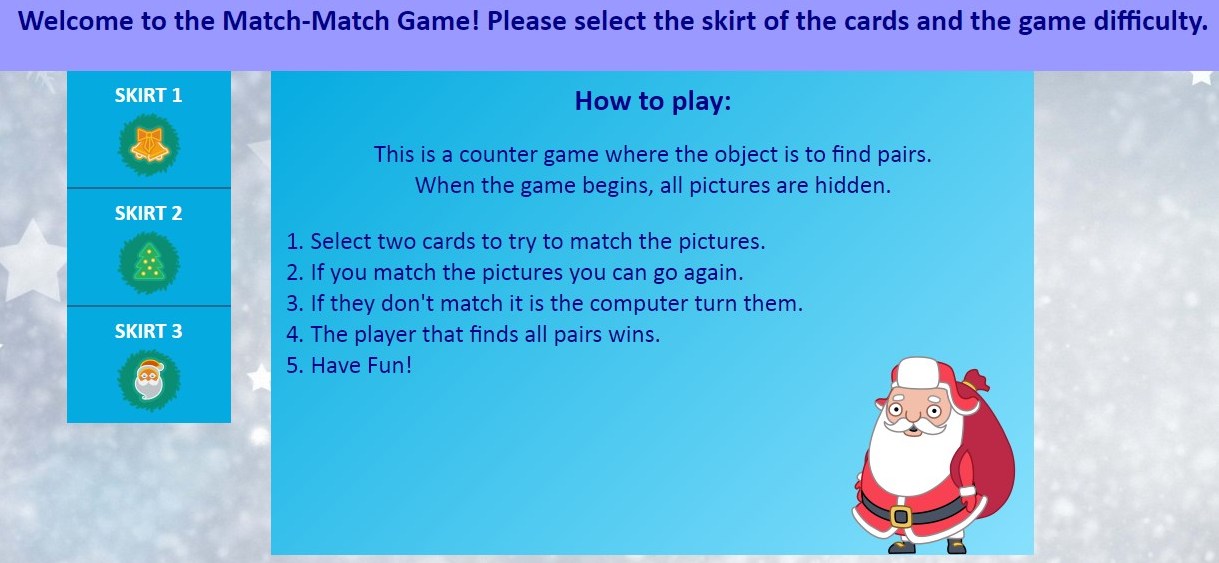 Welcome to the Match-Match Game! Please select the skirt of the cards and the game difficulty.
SKIRT 1
SKIRT 2
SKIRT 3
How to play:
This is a counter game where the object is to find pairs.
When the game begins, all pictures are hidden.
1. Select two cards to try to match the pictures.
2. If you match the pictures you can go again.
3. If they don't match it is the computer turn them.
4. The player that finds all pairs wins.
5. Have Fun!